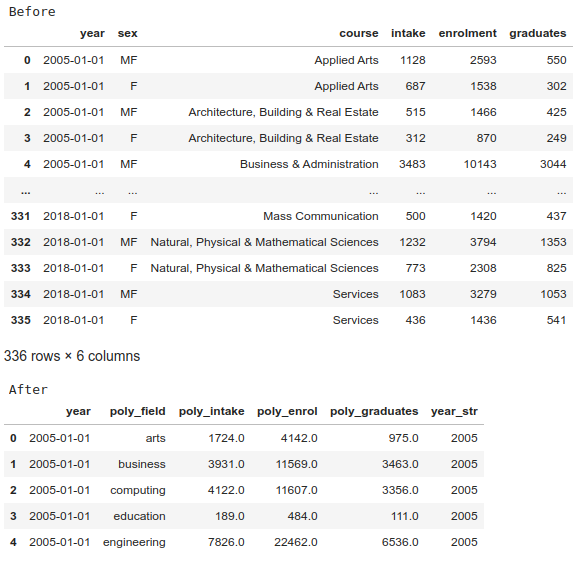 Before
year sex course intake enrolment graduates
0 2005-01-01 MF Applied Arts 1128 2593 550
1 2005-01-01 F Applied Arts 687 1538 302
2 2005-01-01 MF Architecture, Building & Real Estate 515 1466 425
3 2005-01-01 F Architecture, Building & Real Estate 312 870 249
4 2005-01-01 MF Business & Administration 3483 10143 3044
... ... ... ... ... ... ...
331 2018-01-01 F Mass Communication 500 1420 437
332 2018-01-01 MF Natural, Physical & Mathematical Sciences 1232 3794 1353
333 2018-01-01 F Natural, Physical & Mathematical Sciences 773 2308 825
334 2018-01-01 MF Services 1083 3279 1053
335 2018-01-01 F Services 436 1436 541
336 rows × 6 columns
After
year poly_field poly_intake poly_enrol poly_graduates year_str
0 2005-01-01 arts 1724.0 4142.0 975.0 2005
1 2005-01-01 business 3931.0 11569.0 3463.0 2005
2 2005-01-01 computing 4122.0 11607.0 3356.0 2005
3 2005-01-01 education 189.0 484.0 111.0 2005
4 2005-01-01 engineering 7826.0 22462.0 6536.0 2005